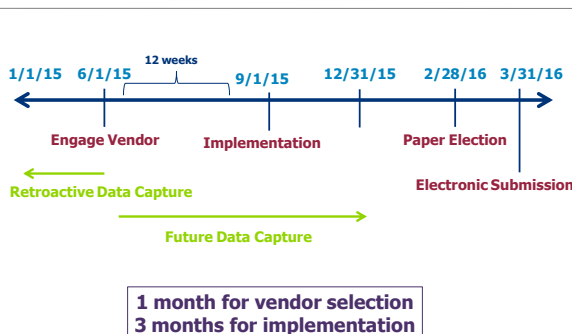 12 weeks
1/1/15 6/1/15 9/1/15 12/31/15 2/28/16 3/31/16
Engage Vendor Implementation Paper Election
Electronic Submission
Retroactive Data Capture
Future Data Capture
1 month for vendor selection
3 months for implementation